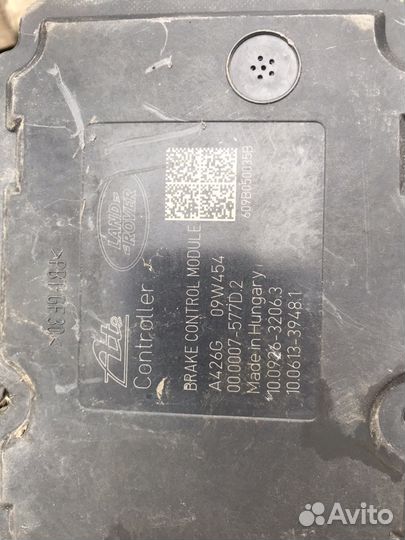 LAND-
ROVER
609B0500135B
Ate
Controller
BRAKE CONTROL MODULE
A426G 09W454
00.0007-577D.2
Made in Hungary
10.0926-3206.3
10.0613-3948.1
Avito